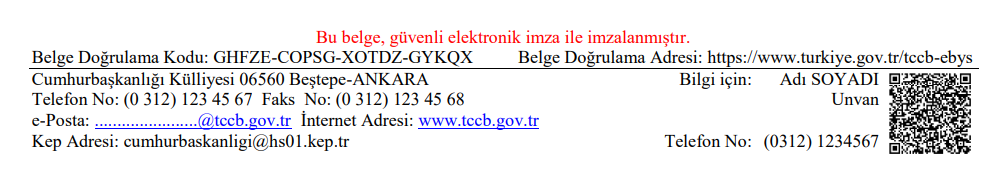 Bu belge, güvenli elektronik imza ile imzalanmıştır.
Belge Doğrulama Kodu: GHFZE-COPSG-XOTDZ-GYKQX Belge Doğrulama Adresi: https://www.turkiye.gov.tr/tccb-ebys
Cumhurbaşkanlığı Külliyesi 06560 Beştepe-ANKARA Bilgi için: Adı SOYADI
Telefon No: (0 312) 123 45 67 Faks No: (0 312) 123 45 68 Unvan
e-Posta: .......................@tccb.gov.tr İnternet Adresi: www.tccb.gov.tr
Kep Adresi: cumhurbaskanligi@hs01.kep.tr Telefon No: (0312) 1234567